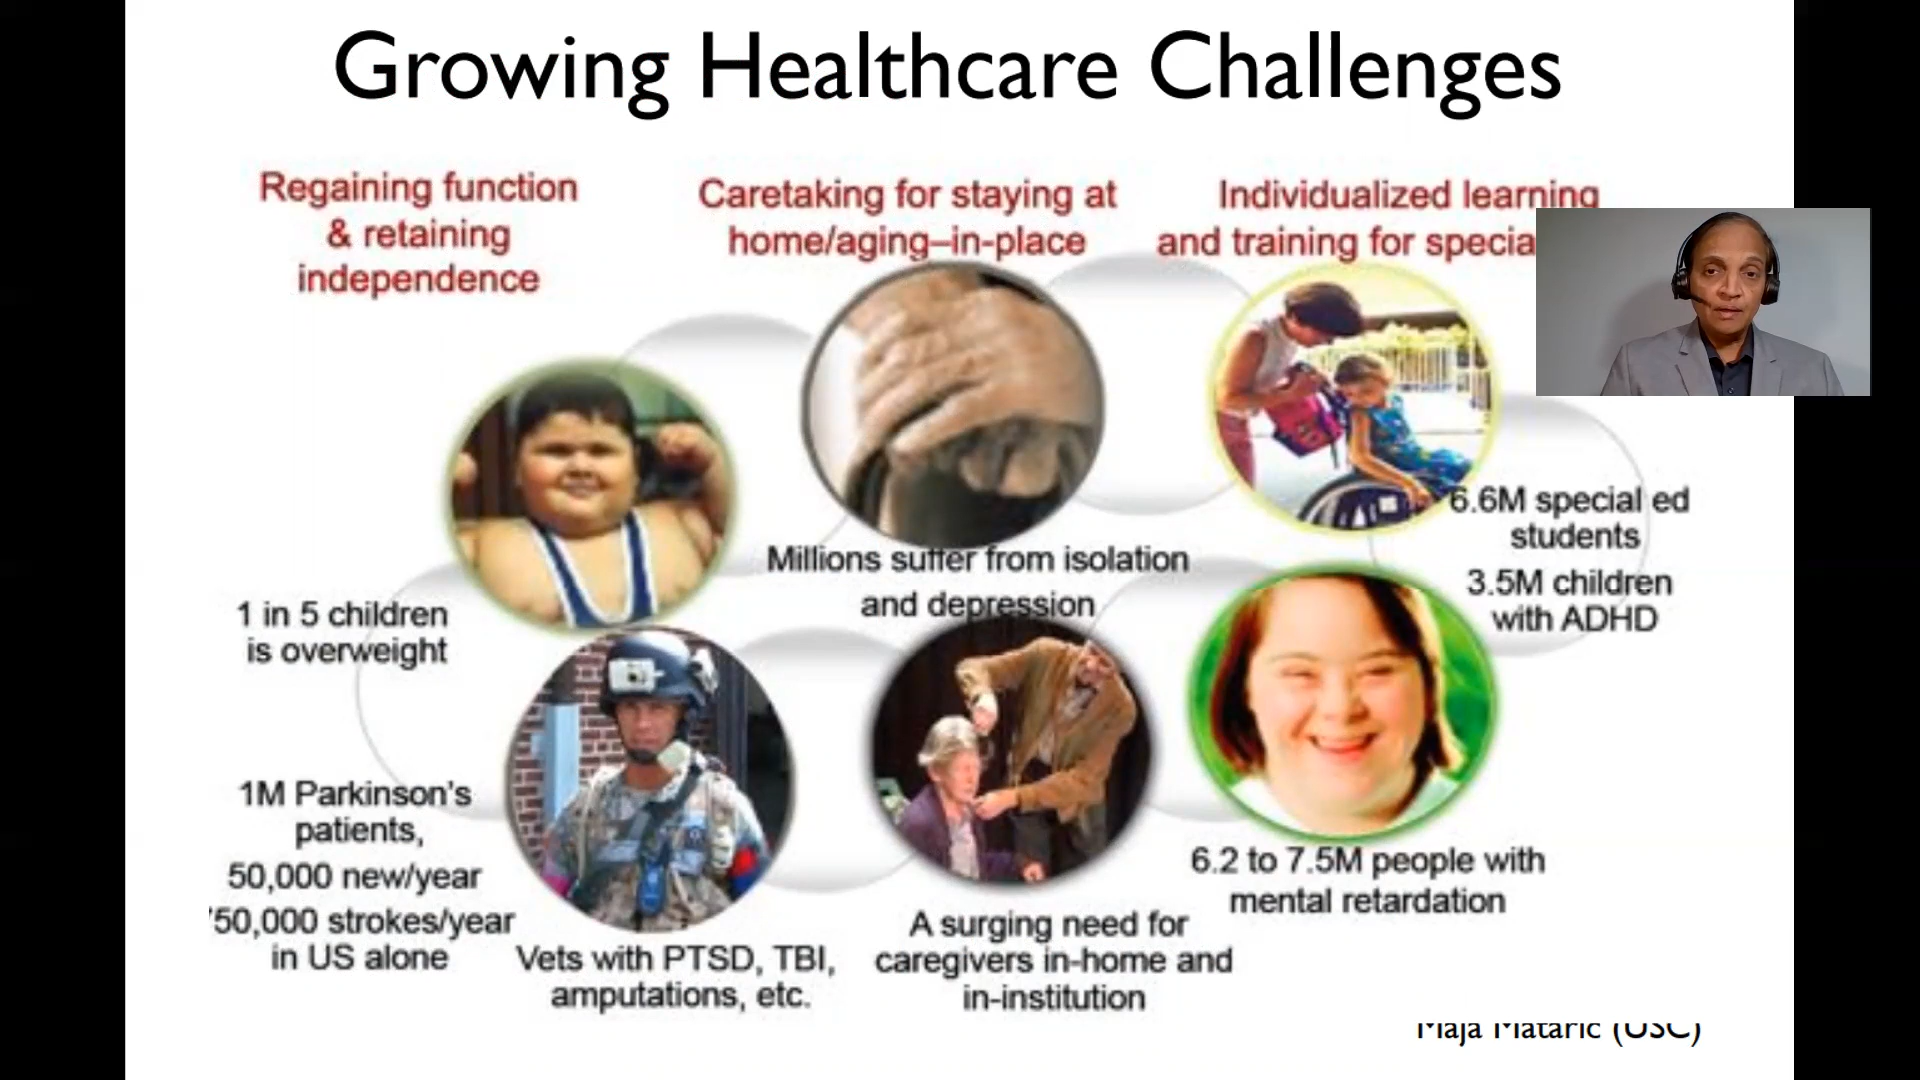 Growing Healthcare Challenges
Regaining function
& retaining
independence
Caretaking for staying at
home/aging–in-place
Individualized learning
and training for specia
1 in 5 children
is overweight
Millions suffer from isolation
and depression
6.6M special ed
students
3.5M children
with ADHD
1M Parkinson's
patients,
50,000 new/year
'50,000 strokes/year
in US alone
Vets with PTSD, TBI,
amputations, etc.
A surging need for
caregivers in-home and
in-institution
6.2 to 7.5M people with
mental retardation
Maja Mataric (USC)